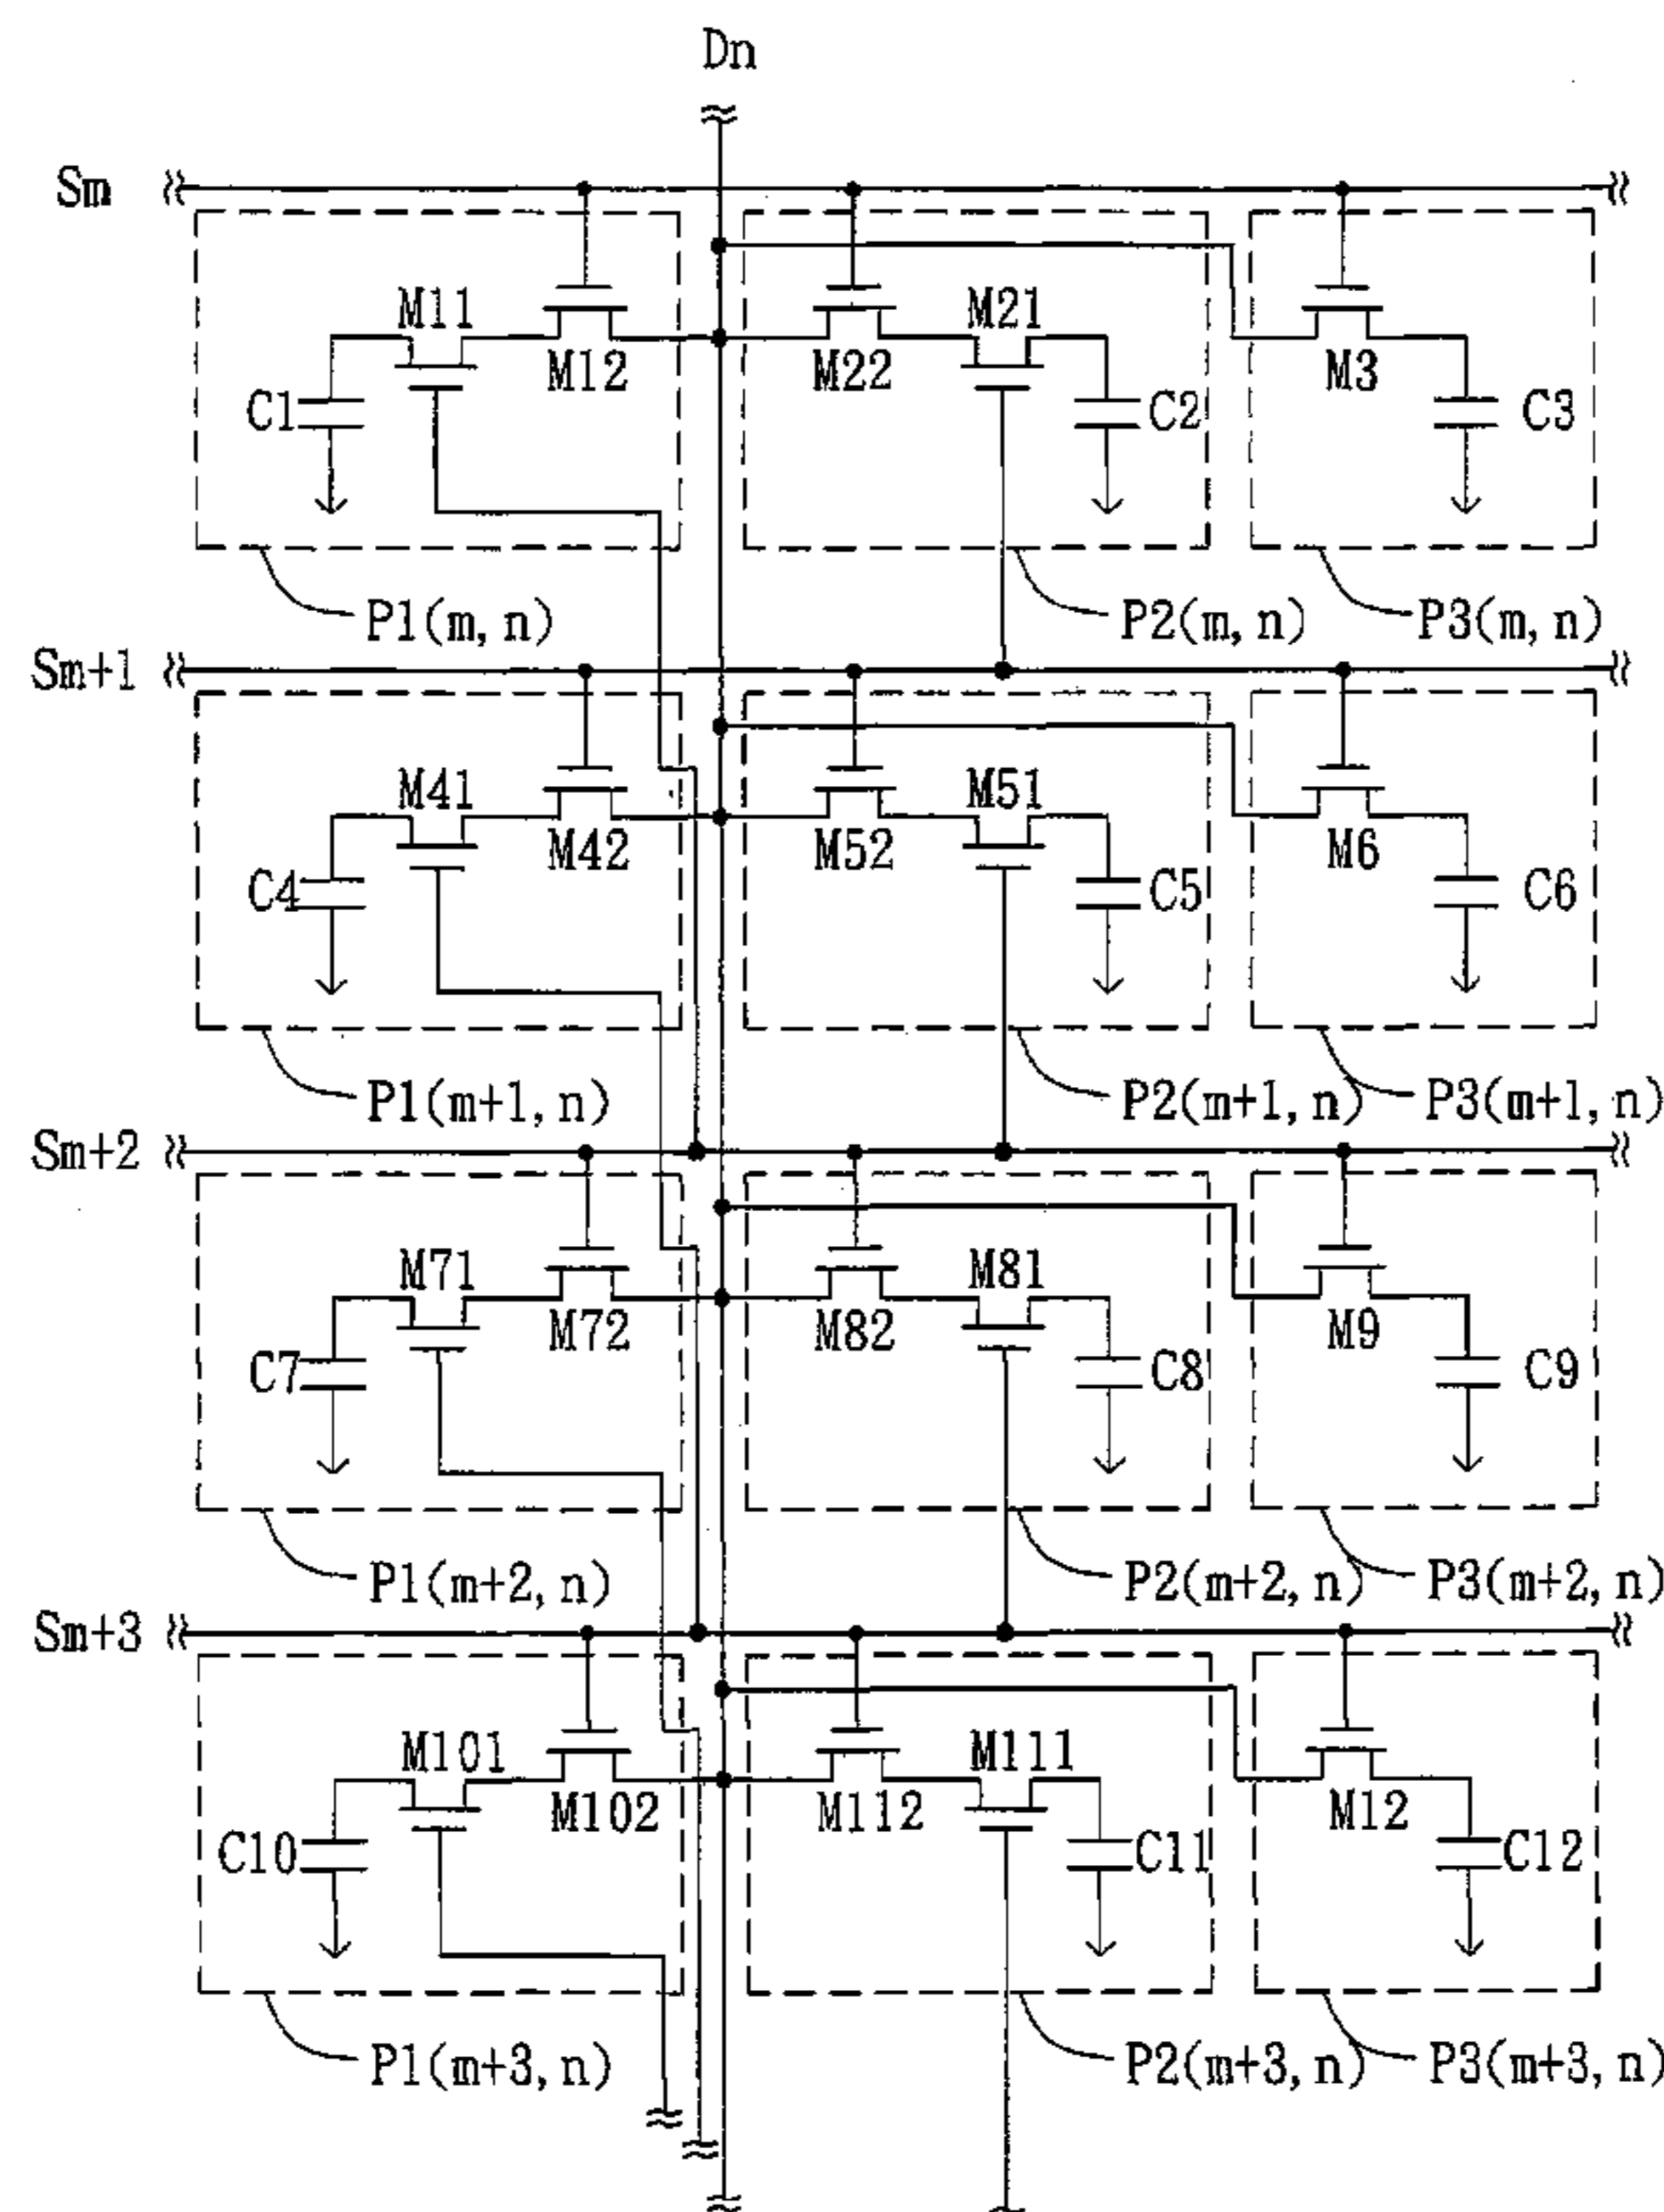 Dn
Sm
M11 M12 M22 M21 M3
C1 C2 C3
P1(m, n) P2(m, n) P3(m, n)
Sm+1
M41 M42 M52 M51 M6
C4 C5 C6
P1(m+1, n) P2(m+1, n) P3(m+1, n)
Sm+2
M71 M72 M82 M81 M9
C7 C8 C9
P1(m+2, n) P2(m+2, n) P3(m+2, n)
Sm+3
M101 M102 M112 M111 M12
C10 C11 C12
P1(m+3, n) P2(m+3, n) P3(m+3, n)